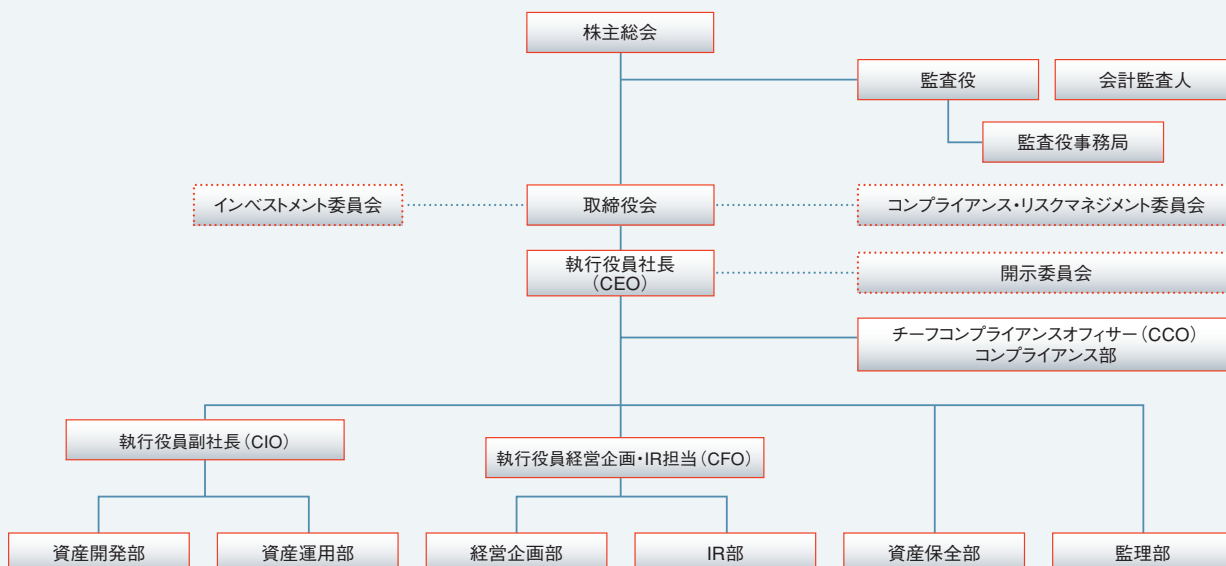 株主総会
監査役
会計監査人
監査役事務局
インベストメント委員会
取締役会
コンプライアンス・リスクマネジメント委員会
執行役員社長
（CEO）
開示委員会
チーフコンプライアンスオフィサー（CCO）
コンプライアンス部
執行役員副社長（CIO）
執行役員経営企画・IR担当（CFO）
資産開発部
資産運用部
経営企画部
IR部
資産保全部
監理部